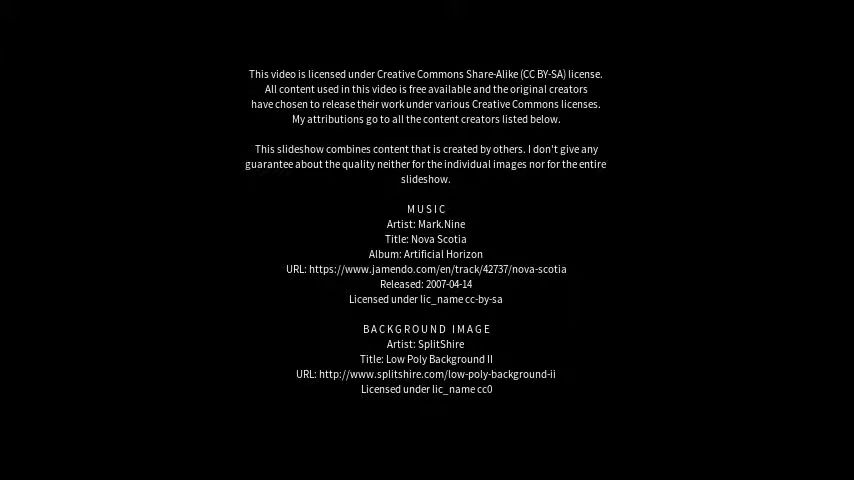 This video is licensed under Creative Commons Share-Alike (CC BY-SA) license.
All content used in this video is free available and the original creators
have chosen to release their work under various Creative Commons licenses.
My attributions go to all the content creators listed below.
This slideshow combines content that is created by others. I don't give any
guarantee about the quality neither for the individual images nor for the entire
slideshow.
MUSIC
Artist: Mark.Nine
Title: Nova Scotia
Album: Artificial Horizon
URL: https://www.jamendo.com/en/track/42737/nova-scotia
Released: 2007-04-14
Licensed under lic_name cc-by-sa
BACKGROUND IMAGE
Artist: SplitShire
Title: Low Poly Background II
URL: http://www.splitshire.com/low-poly-background-ii
Licensed under lic_name cc0